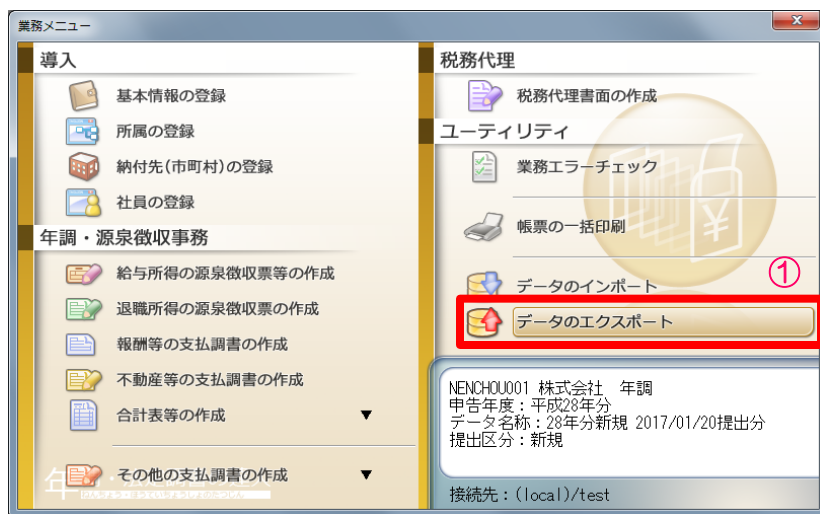 業務メニュー
導入
基本情報の登録
所属の登録
納付先(市町村)の登録
社員の登録
年調・源泉徴収事務
給与所得の源泉徴収票等の作成
退職所得の源泉徴収票の作成
報酬等の支払調書の作成
不動産等の支払調書の作成
合計表等の作成 ▼
その他の支払調書の作成 ▼
税務代理
税務代理書面の作成
ユーティリティ
業務エラーチェック
帳票の一括印刷
データのインポート
①
データのエクスポート
NENCHOU001 株式会社 年調
申告年度：平成28年分
データ名称：28年分新規 2017/01/20提出分
提出区分：新規
接続先：(local)/test